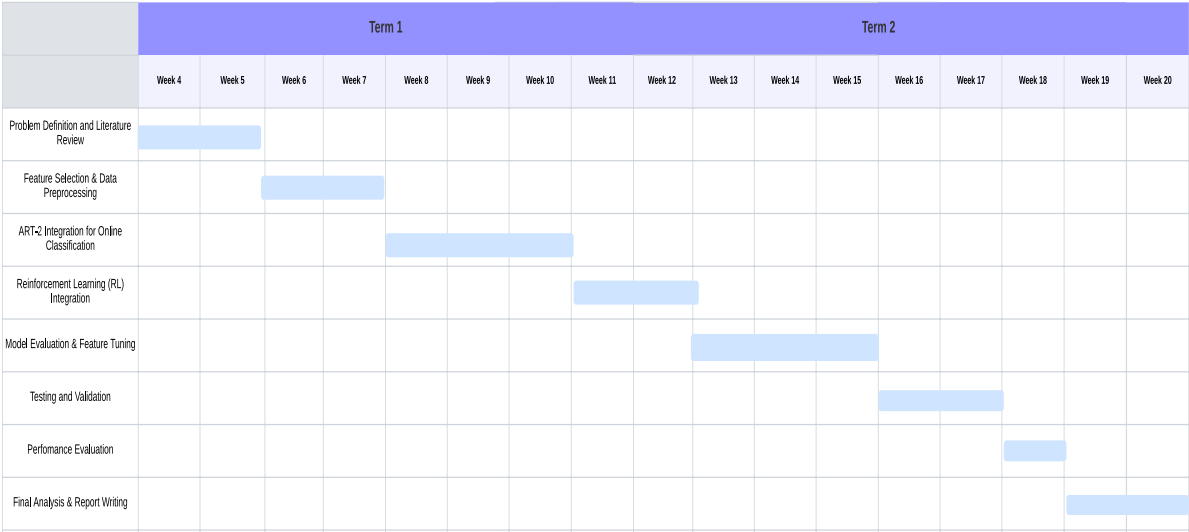 Term 1 Term 2
Week 4 Week 5 Week 6 Week 7 Week 8 Week 9 Week 10 Week 11 Week 12 Week 13 Week 14 Week 15 Week 16 Week 17 Week 18 Week 19 Week 20
Problem Definition and Literature
Review
Feature Selection & Data
Preprocessing
ART-2 Integration for Online
Classification
Reinforcement Learning (RL)
Integration
Model Evaluation & Feature Tuning
Testing and Validation
Perfomance Evaluation
Final Analysis & Report Writing